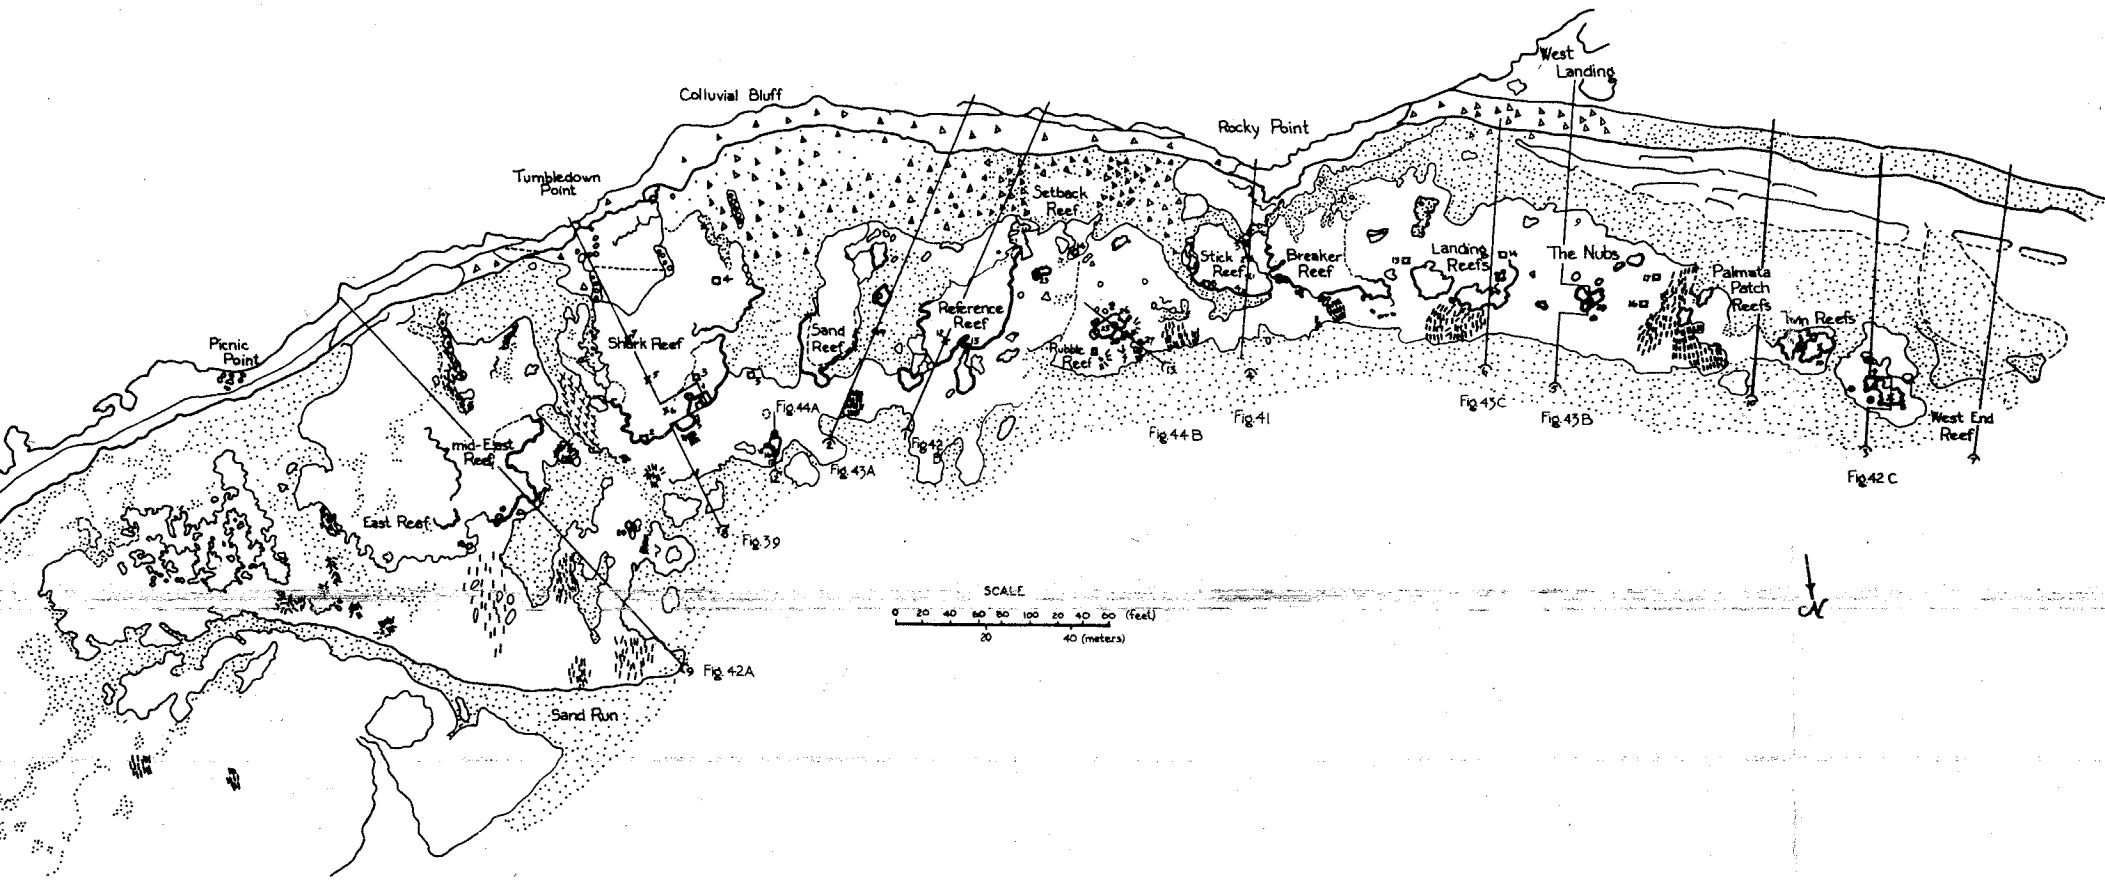 West
Landing
Colluvial Bluff
Rocky Point
Tumbledown
Point
Setback
Reef
Stick
Reef
Breaker
Reef
Landing
Reefs
The Nubs
Palmata
Patch
Reefs
Twin Reefs
Picnic
Point
Shark Reef
Sand
Reef
Reference
Reef
Rubble
Reef
West End
Reef
mid-East
Reef
East Reef
Fig.44A
Fig.43A
Fig.42
Fig.44B
Fig.41
Fig.43C
Fig.43B
Fig.42C
Fig.39
Fig.42A
Sand Run
SCALE
0 20 40 60 80 100 20 40 60 (feet)
20 40 (meters)
N